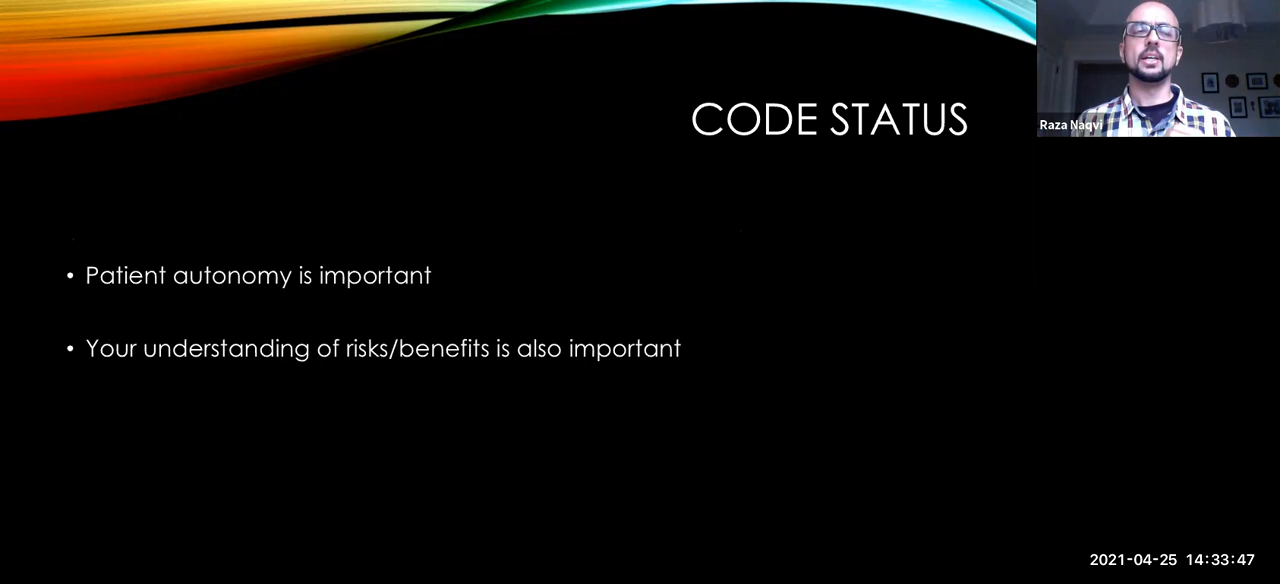 CODE STATUS
Raza Naqvi
• Patient autonomy is important
• Your understanding of risks/benefits is also important
2021-04-25 14:33:47